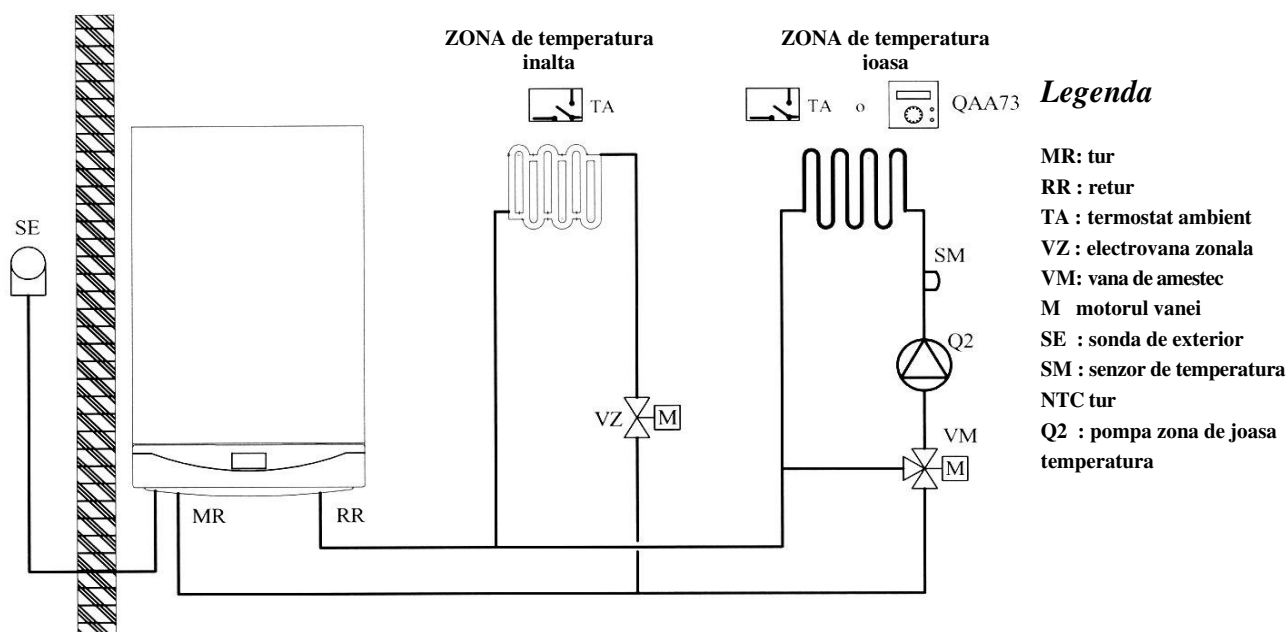 ZONA de temperatura
inalta
TA
ZONA de temperatura
joasa
TA o QAA73
SE
SM
Q2
VZ M
VM
M
MR RR
Legenda
MR: tur
RR : retur
TA : termostat ambient
VZ : electrovana zonala
VM: vana de amestec
M motorul vanei
SE : sonda de exterior
SM : senzor de temperatura
NTC tur
Q2 : pompa zona de joasa
temperatura